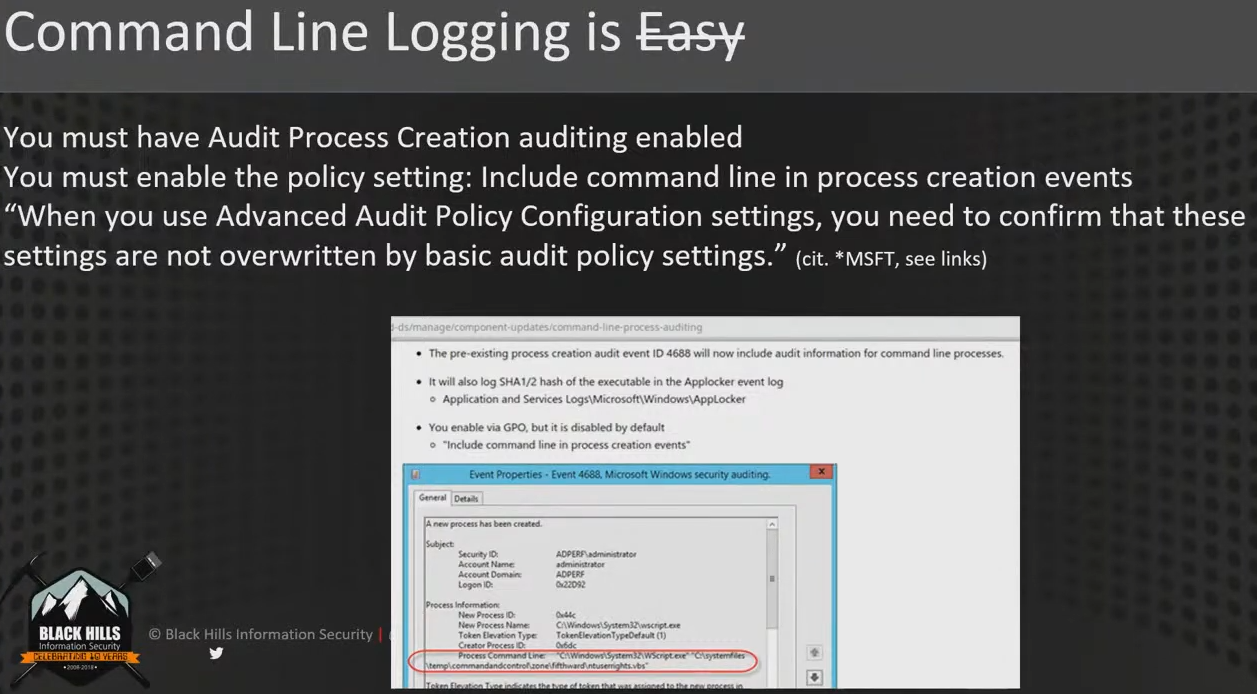 Command Line Logging is Easy
You must have Audit Process Creation auditing enabled
You must enable the policy setting: Include command line in process creation events
“When you use Advanced Audit Policy Configuration settings, you need to confirm that these
settings are not overwritten by basic audit policy settings.” (cit. *MSFT, see links)
d-ds/manage/component-updates/command-line-process-auditing
• The pre-existing process creation audit event ID 4688 will now include audit information for command line processes.
• It will also log SHA1/2 hash of the executable in the Applocker event log
○ Application and Services Logs\Microsoft\Windows\AppLocker
• You enable via GPO, but it is disabled by default
○ "Include command line in process creation events"
Event Properties - Event 4688, Microsoft Windows security auditing.
x
General Details
A new process has been created.
Subject:
Security ID: ADPERF\administrator
Account Name: administrator
Account Domain: ADPERF
Logon ID: 0x22D92
Process Information:
New Process ID: 0x44c
New Process Name: C:\Windows\System32\wscript.exe
Token Elevation Type: TokenElevationTypeDefault (1)
Creator Process ID: 0x6dc
Process Command Line: "C:\Windows\System32\WScript.exe" "C:\systemfiles
\temp\commandandcontrol\zone\fifthward\ntuserrights.vbs"
Token Elevation Type indicates the type of token that was assigned to the new process in
BLACK HILLS
Information Security
CELEBRATING 10 YEARS
•2008-2018•
© Black Hills Information Security |